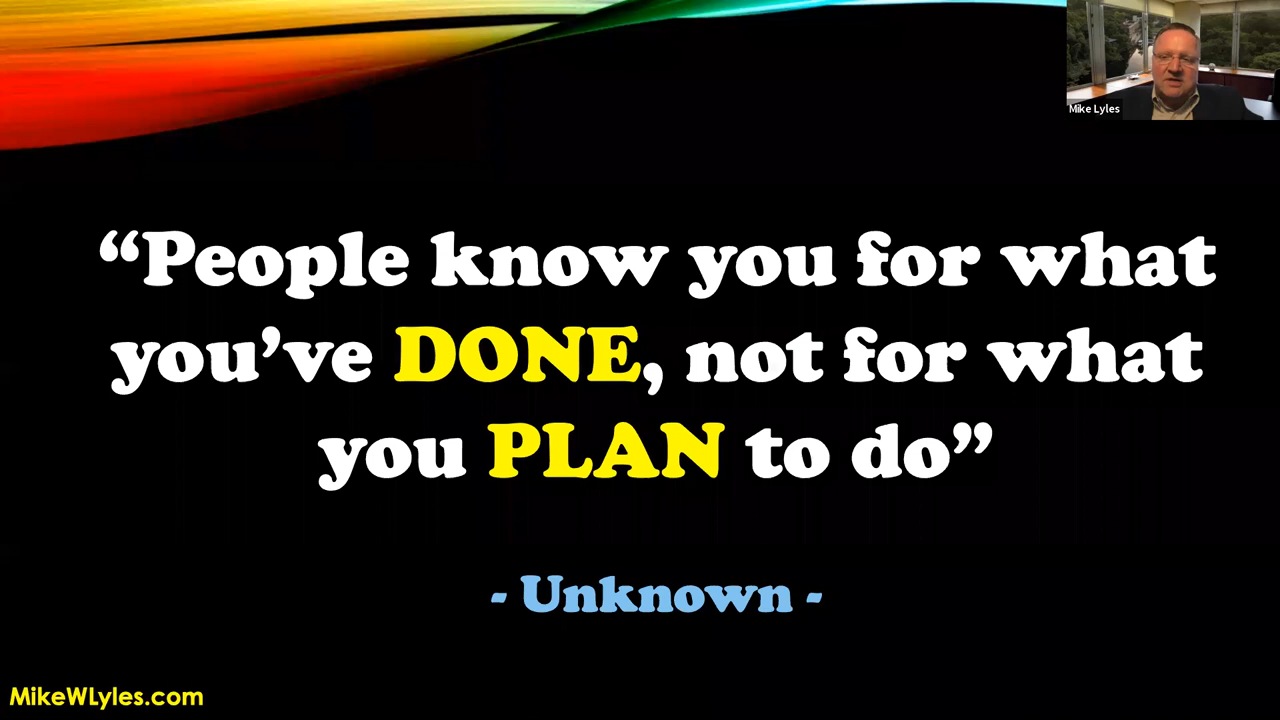 Mike Lyles
“People know you for what
you’ve DONE, not for what
you PLAN to do”
- Unknown -
MikeWLyles.com